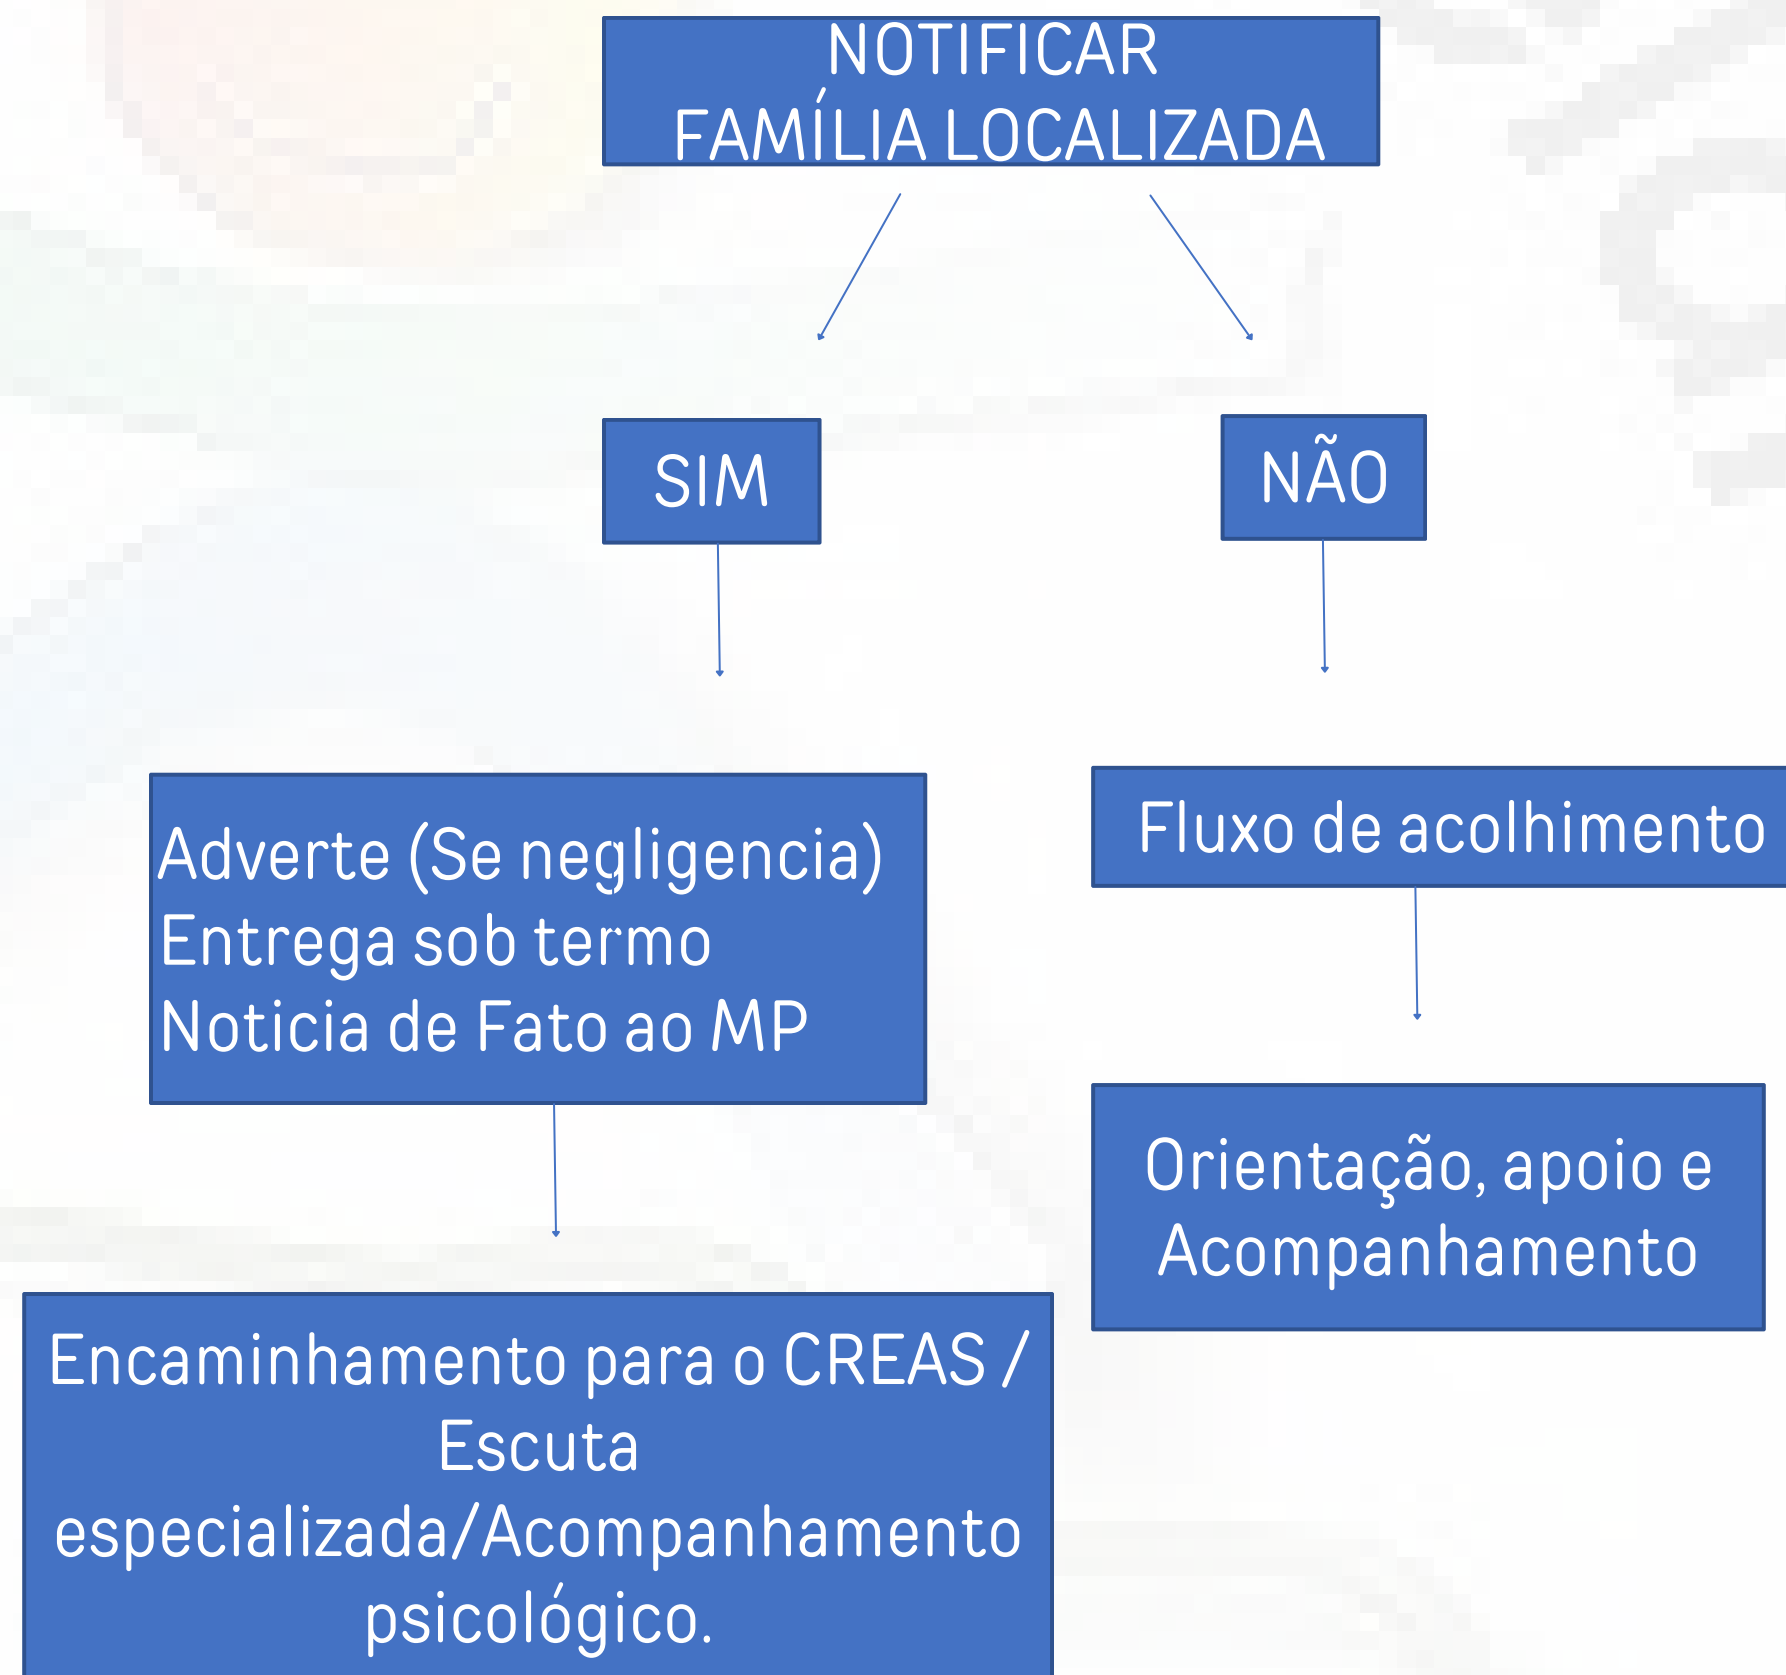 NOTIFICAR
FAMÍLIA LOCALIZADA
SIM
NÃO
Adverte (Se negligencia)
Entrega sob termo
Noticia de Fato ao MP
Fluxo de acolhimento
Orientação, apoio e
Acompanhamento
Encaminhamento para o CREAS /
Escuta
especializada/Acompanhamento
psicológico.